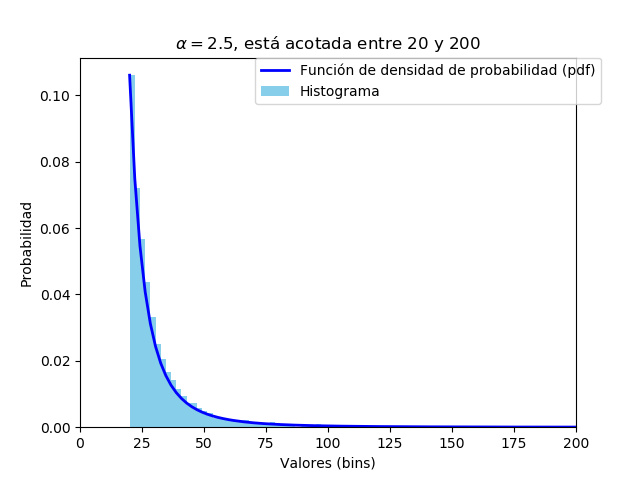 α = 2.5, está acotada entre 20 y 200
Función de densidad de probabilidad (pdf)
Histograma
Probabilidad
0.10
0.08
0.06
0.04
0.02
0.00
0 25 50 75 100 125 150 175 200
Valores (bins)